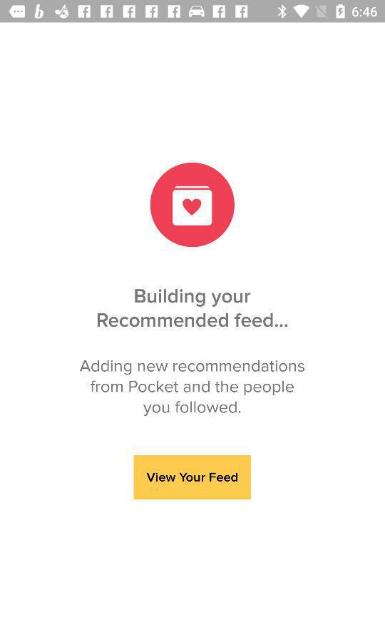 6:46
Building your
Recommended feed...
Adding new recommendations
from Pocket and the people
you followed.
View Your Feed